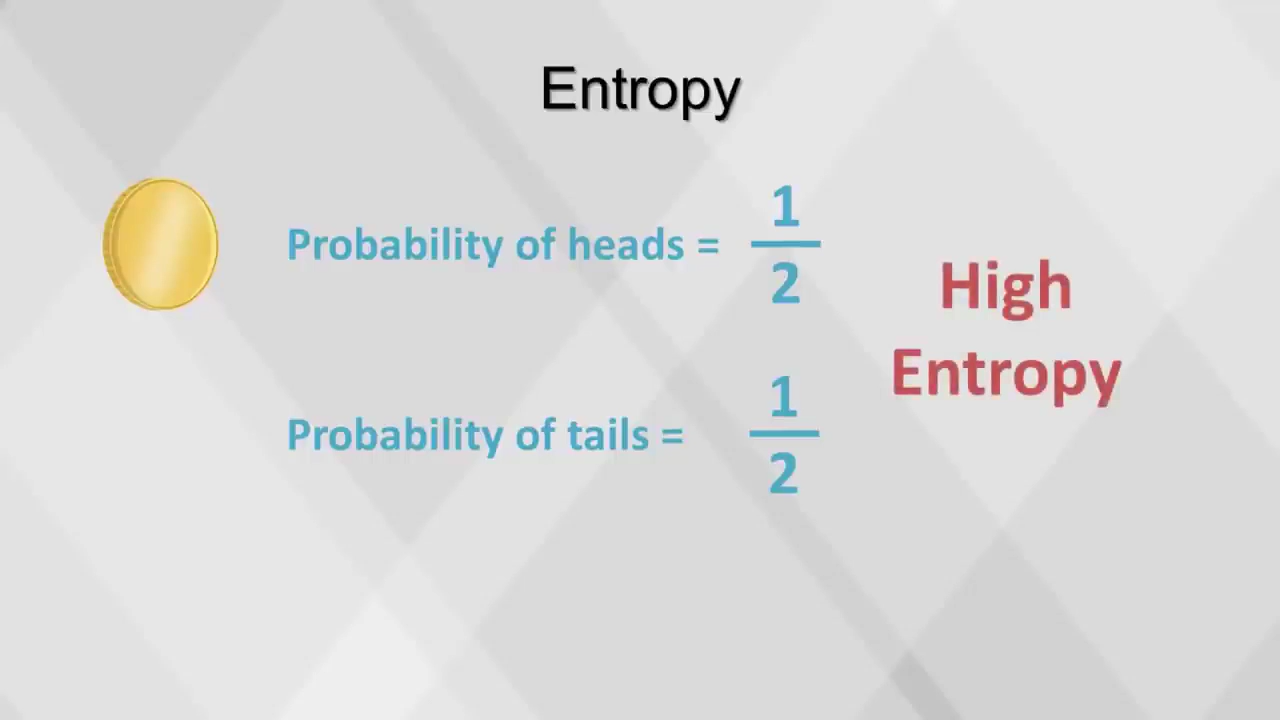 Entropy
Probability of heads = 1/2
High
Entropy
Probability of tails = 1/2